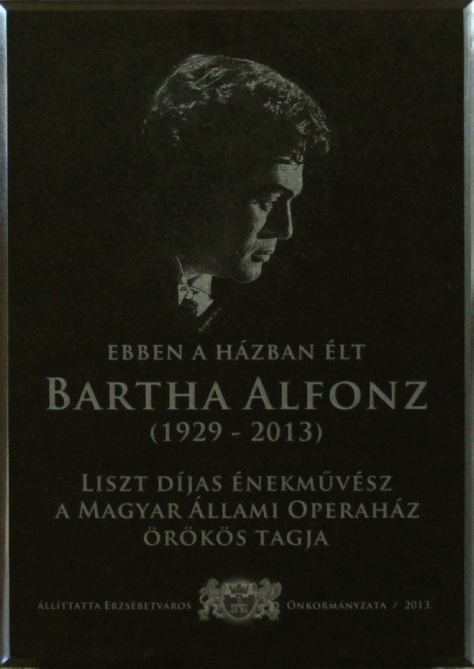 EBBEN A HÁZBAN ÉLT
BARTHA ALFONZ
(1929 - 2013)
LISZT DÍJAS ÉNEKMŰVÉSZ
A MAGYAR ÁLLAMI OPERAHÁZ
ÖRÖKÖS TAGJA
ÁLLÍTTATTA ERZSÉBETVÁROS ÖNKORMÁNYZATA / 2013.